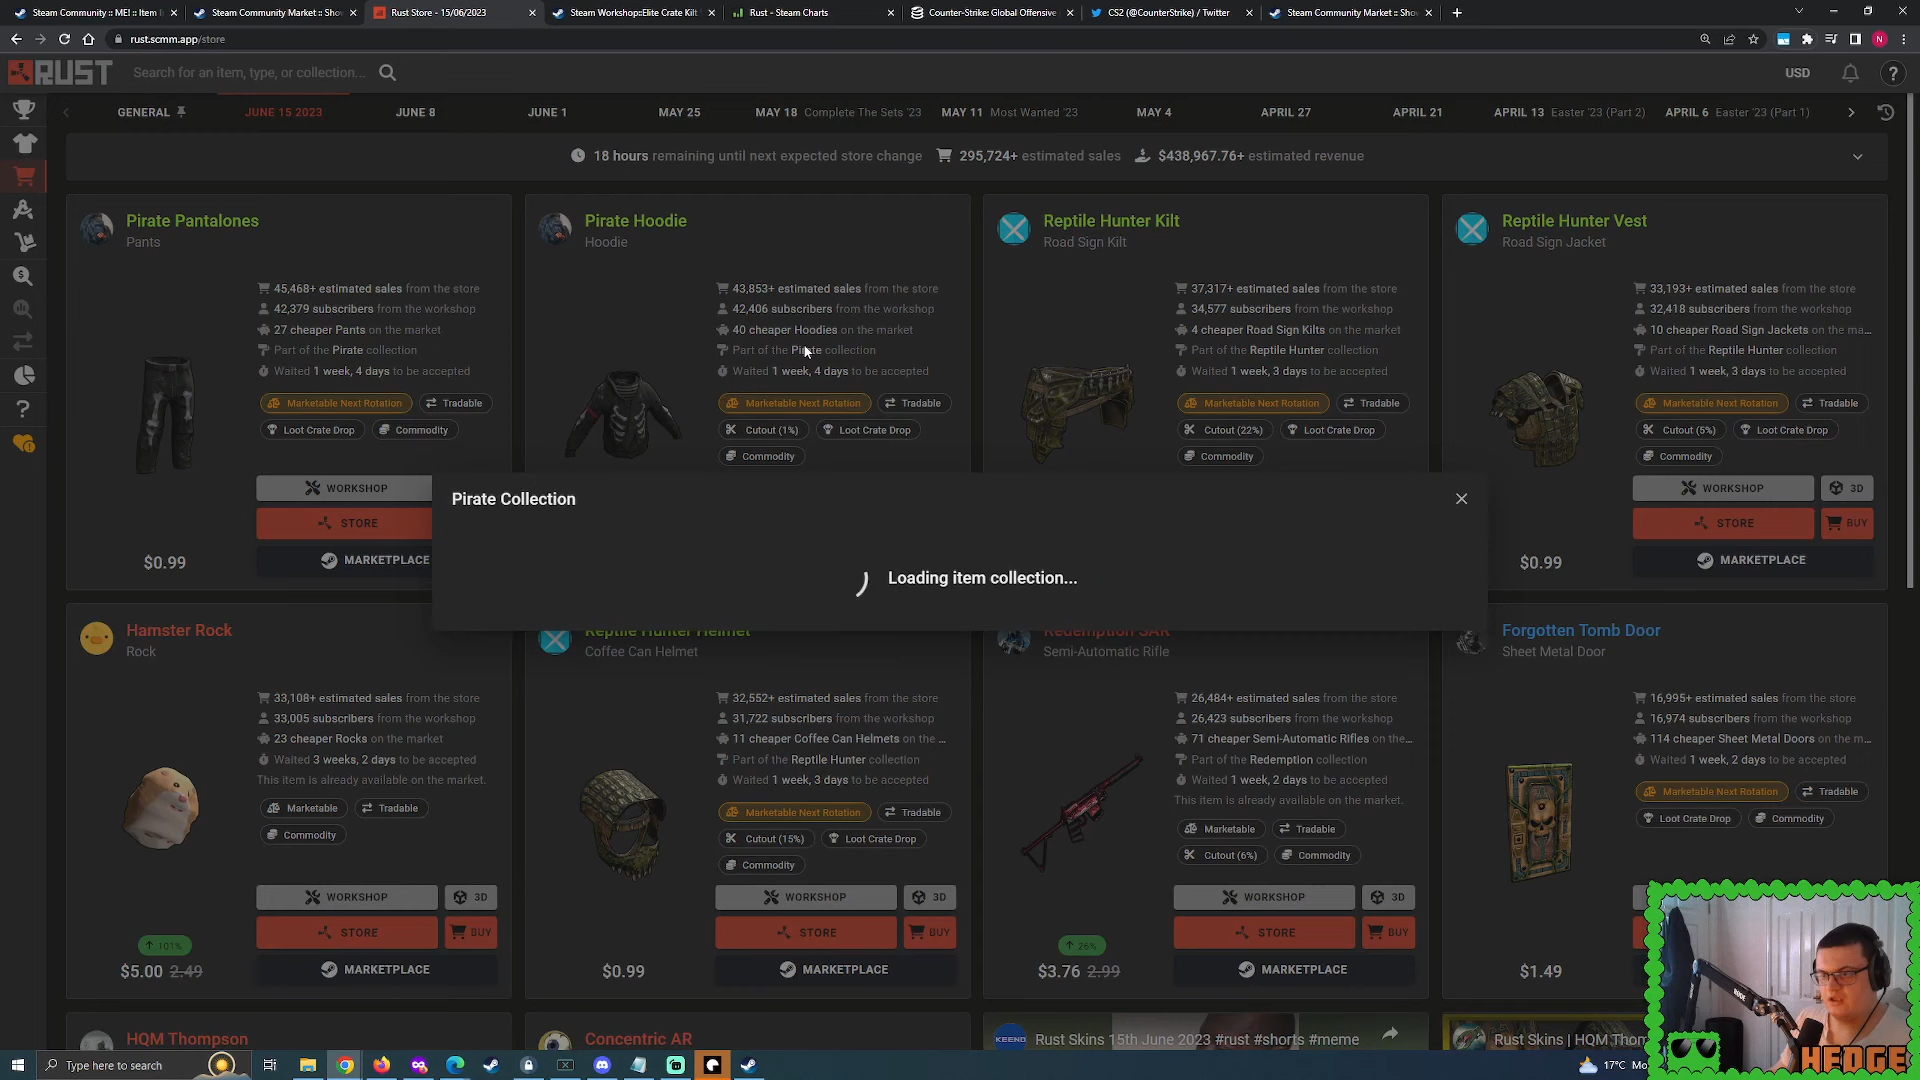 Steam Community :: ME! :: Item I
Steam Community Market :: Show
Rust Store - 15/06/2023
Steam Workshop::Elite Crate Kilt
Rust - Steam Charts
Counter-Strike: Global Offensive
CS2 (@CounterStrike) / Twitter
Steam Community Market :: Show
rust.scmm.app/store
N
RUST
Search for an item, type, or collection...
USD
?
GENERAL
JUNE 15 2023
JUNE 8
JUNE 1
MAY 25
MAY 18 Complete The Sets '23
MAY 11 Most Wanted '23
MAY 4
APRIL 27
APRIL 21
APRIL 13 Easter '23 (Part 2)
APRIL 6 Easter '23 (Part 1)
18 hours remaining until next expected store change
295,724+ estimated sales
$438,967.76+ estimated revenue
Pirate Pantalones
Pants
45,468+ estimated sales from the store
42,379 subscribers from the workshop
27 cheaper Pants on the market
Part of the Pirate collection
Waited 1 week, 4 days to be accepted
Marketable Next Rotation
Tradable
Loot Crate Drop
Commodity
WORKSHOP
STORE
$0.99
MARKETPLACE
Pirate Hoodie
Hoodie
43,853+ estimated sales from the store
42,406 subscribers from the workshop
40 cheaper Hoodies on the market
Part of the Pirate collection
Waited 1 week, 4 days to be accepted
Marketable Next Rotation
Tradable
Cutout (1%)
Loot Crate Drop
Commodity
Reptile Hunter Kilt
Road Sign Kilt
37,317+ estimated sales from the store
34,577 subscribers from the workshop
4 cheaper Road Sign Kilts on the market
Part of the Reptile Hunter collection
Waited 1 week, 3 days to be accepted
Marketable Next Rotation
Tradable
Cutout (22%)
Loot Crate Drop
Commodity
Reptile Hunter Vest
Road Sign Jacket
33,193+ estimated sales from the store
32,418 subscribers from the workshop
10 cheaper Road Sign Jackets on the ma...
Part of the Reptile Hunter collection
Waited 1 week, 3 days to be accepted
Marketable Next Rotation
Tradable
Cutout (5%)
Loot Crate Drop
Commodity
WORKSHOP
3D
STORE
BUY
$0.99
MARKETPLACE
Pirate Collection
Loading item collection...
Hamster Rock
Rock
33,108+ estimated sales from the store
33,005 subscribers from the workshop
23 cheaper Rocks on the market
Waited 3 weeks, 2 days to be accepted
This item is already available on the market.
Marketable
Tradable
Commodity
WORKSHOP
3D
STORE
BUY
101%
$5.00 2.49
MARKETPLACE
Reptile Hunter Helmet
Coffee Can Helmet
32,552+ estimated sales from the store
31,722 subscribers from the workshop
11 cheaper Coffee Can Helmets on the ...
Part of the Reptile Hunter collection
Waited 1 week, 3 days to be accepted
Marketable Next Rotation
Tradable
Cutout (15%)
Loot Crate Drop
Commodity
WORKSHOP
3D
STORE
BUY
$0.99
MARKETPLACE
Redemption SAR
Semi-Automatic Rifle
26,484+ estimated sales from the store
26,423 subscribers from the workshop
71 cheaper Semi-Automatic Rifles on the...
Part of the Redemption collection
Waited 1 week, 2 days to be accepted
This item is already available on the market.
Marketable
Tradable
Cutout (6%)
Commodity
WORKSHOP
3D
STORE
BUY
26%
$3.76 2.99
MARKETPLACE
Forgotten Tomb Door
Sheet Metal Door
16,995+ estimated sales from the store
16,974 subscribers from the workshop
114 cheaper Sheet Metal Doors on the m...
Waited 1 week, 2 days to be accepted
Marketable Next Rotation
Tradable
Loot Crate Drop
Commodity
$1.49
HQM Thompson
Concentric AR
KEEND
Rust Skins 15th June 2023 #rust #shorts #meme
Rust Skins | HQM Thom
RODE
HEDGE
Type here to search
17°C Mo